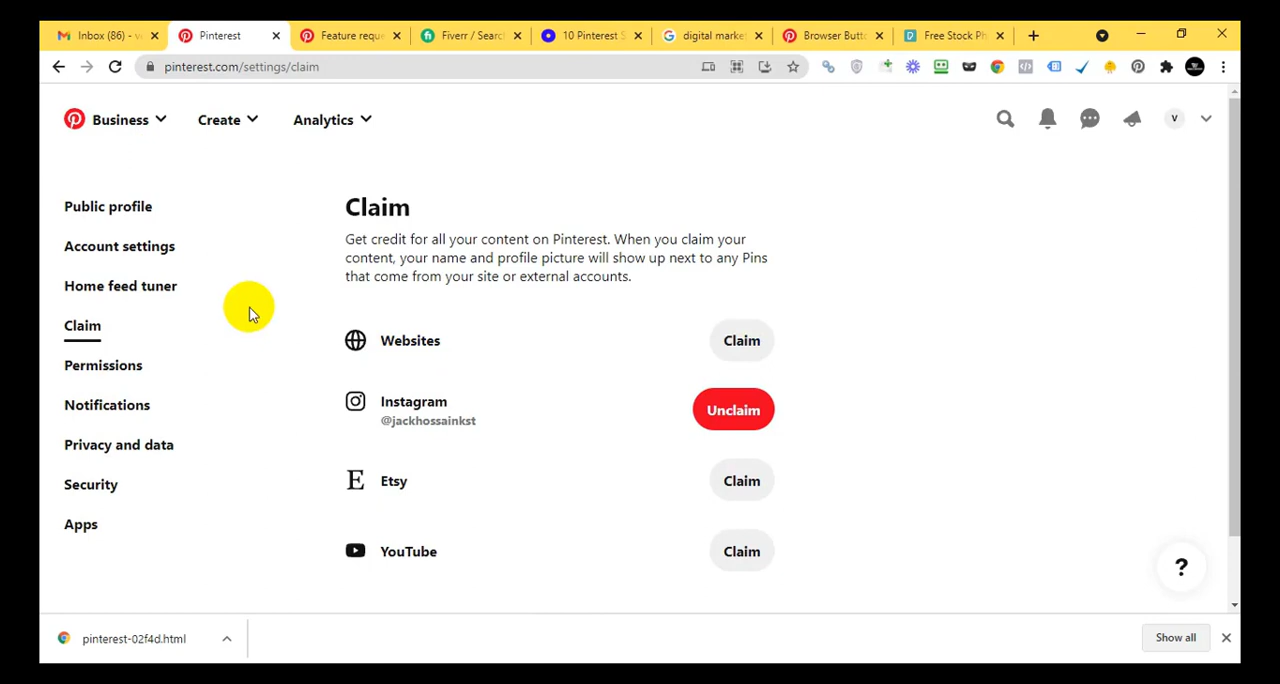 Inbox (86) - v
Pinterest
Feature reque
Fiverr / Searc
10 Pinterest S
digital market
Browser Butto
Free Stock Ph
pinterest.com/settings/claim
Business
Create
Analytics
V
Public profile
Account settings
Home feed tuner
Claim
Permissions
Notifications
Privacy and data
Security
Apps
Claim
Get credit for all your content on Pinterest. When you claim your
content, your name and profile picture will show up next to any Pins
that come from your site or external accounts.
Websites
Claim
Instagram
@jackhossainkst
Unclaim
E Etsy
Claim
YouTube
Claim
?
pinterest-02f4d.html
Show all